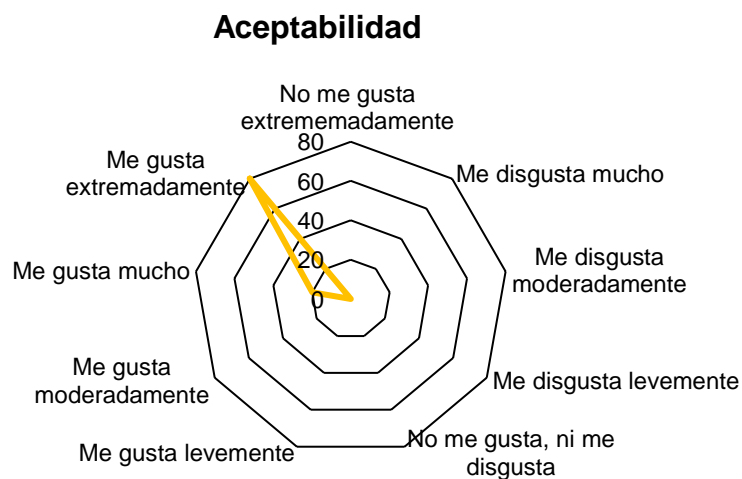 Aceptabilidad
No me gusta
extrememadamente
80
60
40
20
0
Me gusta
extremadamente
Me disgusta mucho
Me gusta mucho
Me disgusta
moderadamente
Me gusta
moderadamente
Me disgusta levemente
Me gusta levemente
No me gusta, ni me
disgusta